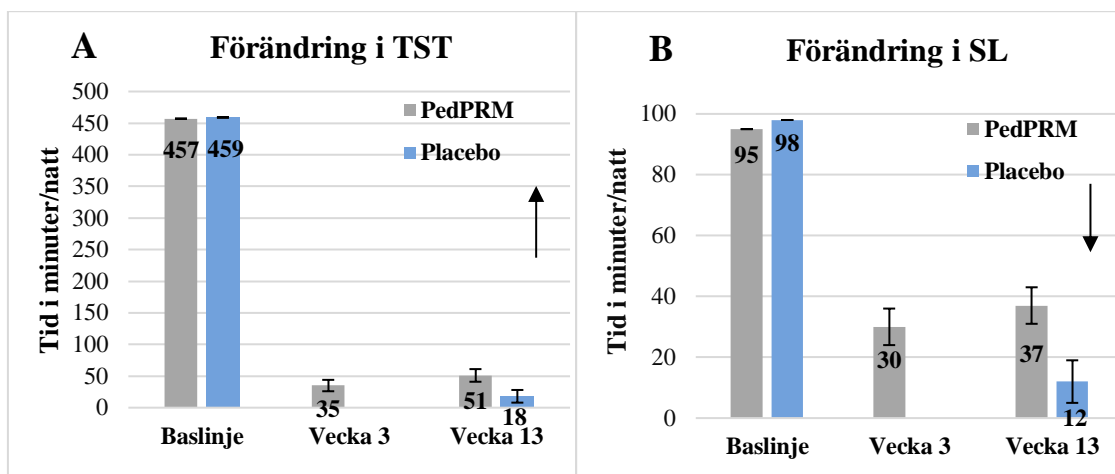 A
Förändring i TST
Tid i minuter/natt
500
450
400
350
300
250
200
150
100
50
0
PedPRM
Placebo
457
459
35
51
18
Baslinje
Vecka 3
Vecka 13
B
Förändring i SL
Tid i minuter/natt
100
80
60
40
20
0
PedPRM
Placebo
95
98
30
37
12
Baslinje
Vecka 3
Vecka 13